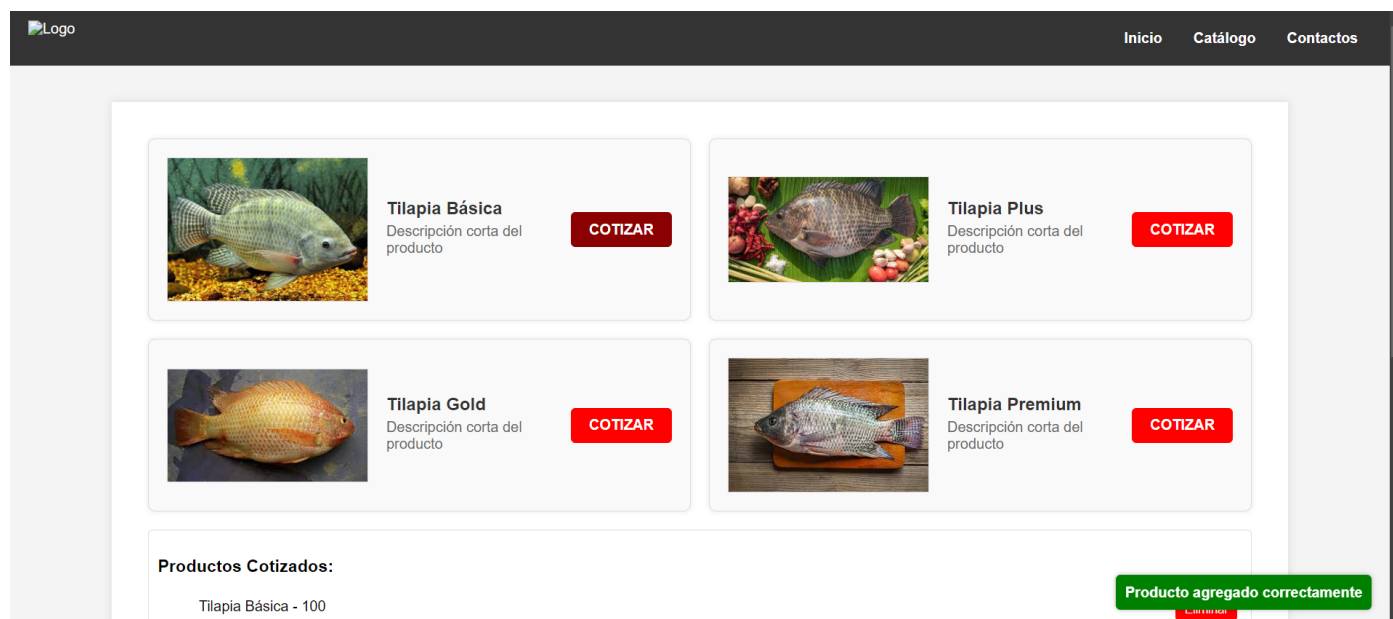 Logo
Inicio Catálogo Contactos
Tilapia Básica
Descripción corta del
producto
COTIZAR
Tilapia Plus
Descripción corta del
producto
COTIZAR
Tilapia Gold
Descripción corta del
producto
COTIZAR
Tilapia Premium
Descripción corta del
producto
COTIZAR
Productos Cotizados:
Tilapia Básica - 100
Eliminar
Producto agregado correctamente